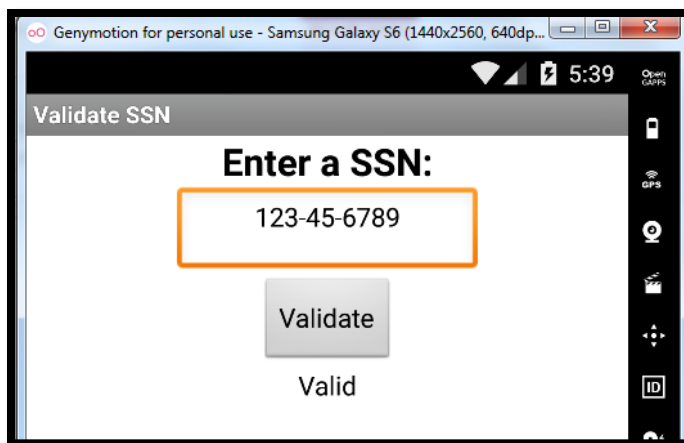 Genymotion for personal use - Samsung Galaxy S6 (1440x2560, 640dp...
5:39
Open
GAPPS
Validate SSN
Enter a SSN:
GPS
123-45-6789
Validate
Valid
ID